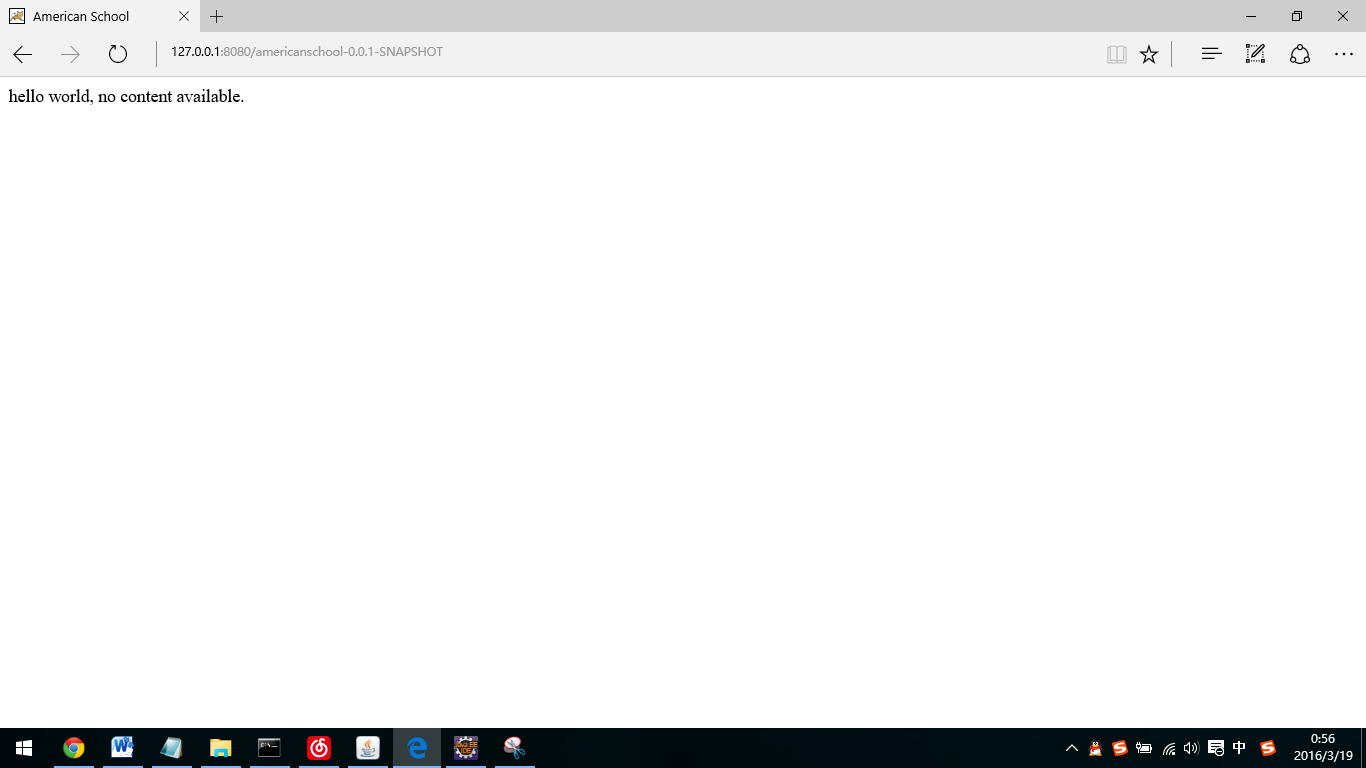 American School
127.0.0.1:8080/americanschool-0.0.1-SNAPSHOT
hello world, no content available.
中
0:56
2016/3/19